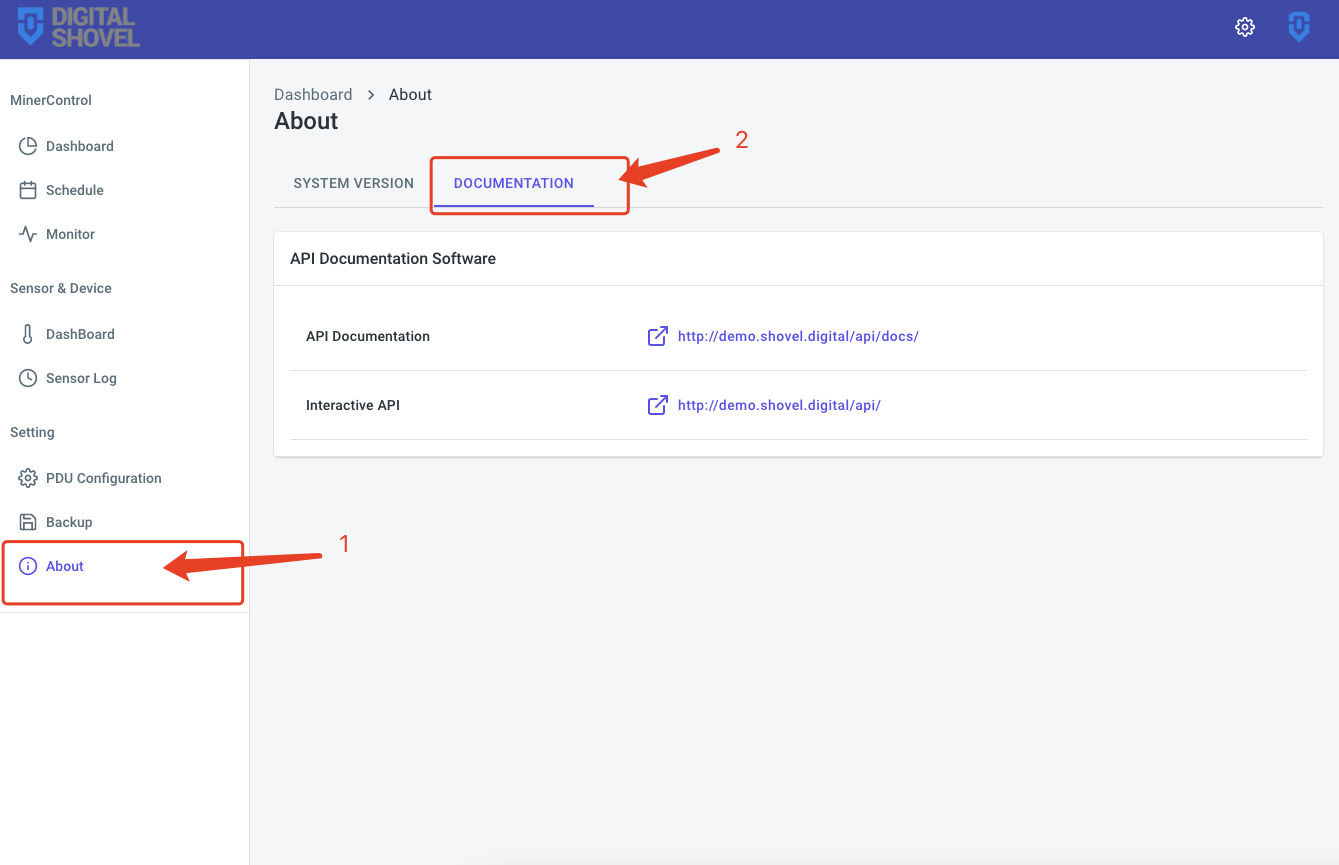 DIGITAL
SHOVEL
MinerControl
Dashboard
Schedule
Monitor
Sensor & Device
DashBoard
Sensor Log
Setting
PDU Configuration
Backup
About
1
Dashboard > About
About
2
SYSTEM VERSION DOCUMENTATION
API Documentation Software
API Documentation http://demo.shovel.digital/api/docs/
Interactive API http://demo.shovel.digital/api/